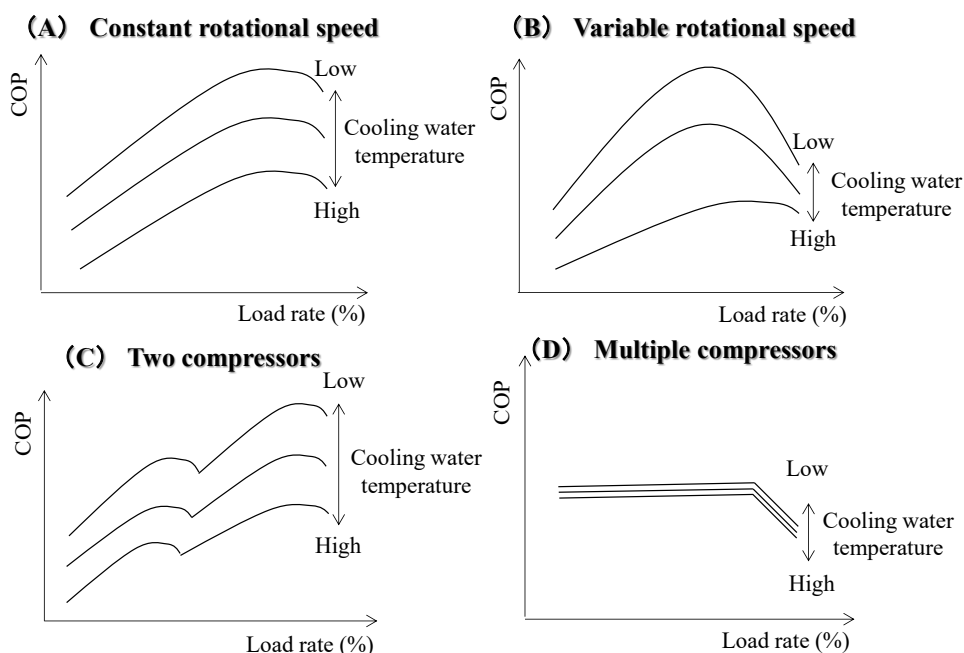 （A） Constant rotational speed
COP
Low
Cooling water
temperature
High
Load rate (%)
（B） Variable rotational speed
COP
Low
Cooling water
temperature
High
Load rate (%)
（C） Two compressors
COP
Low
Cooling water
temperature
High
Load rate (%)
（D） Multiple compressors
COP
Low
Cooling water
temperature
High
Load rate (%)